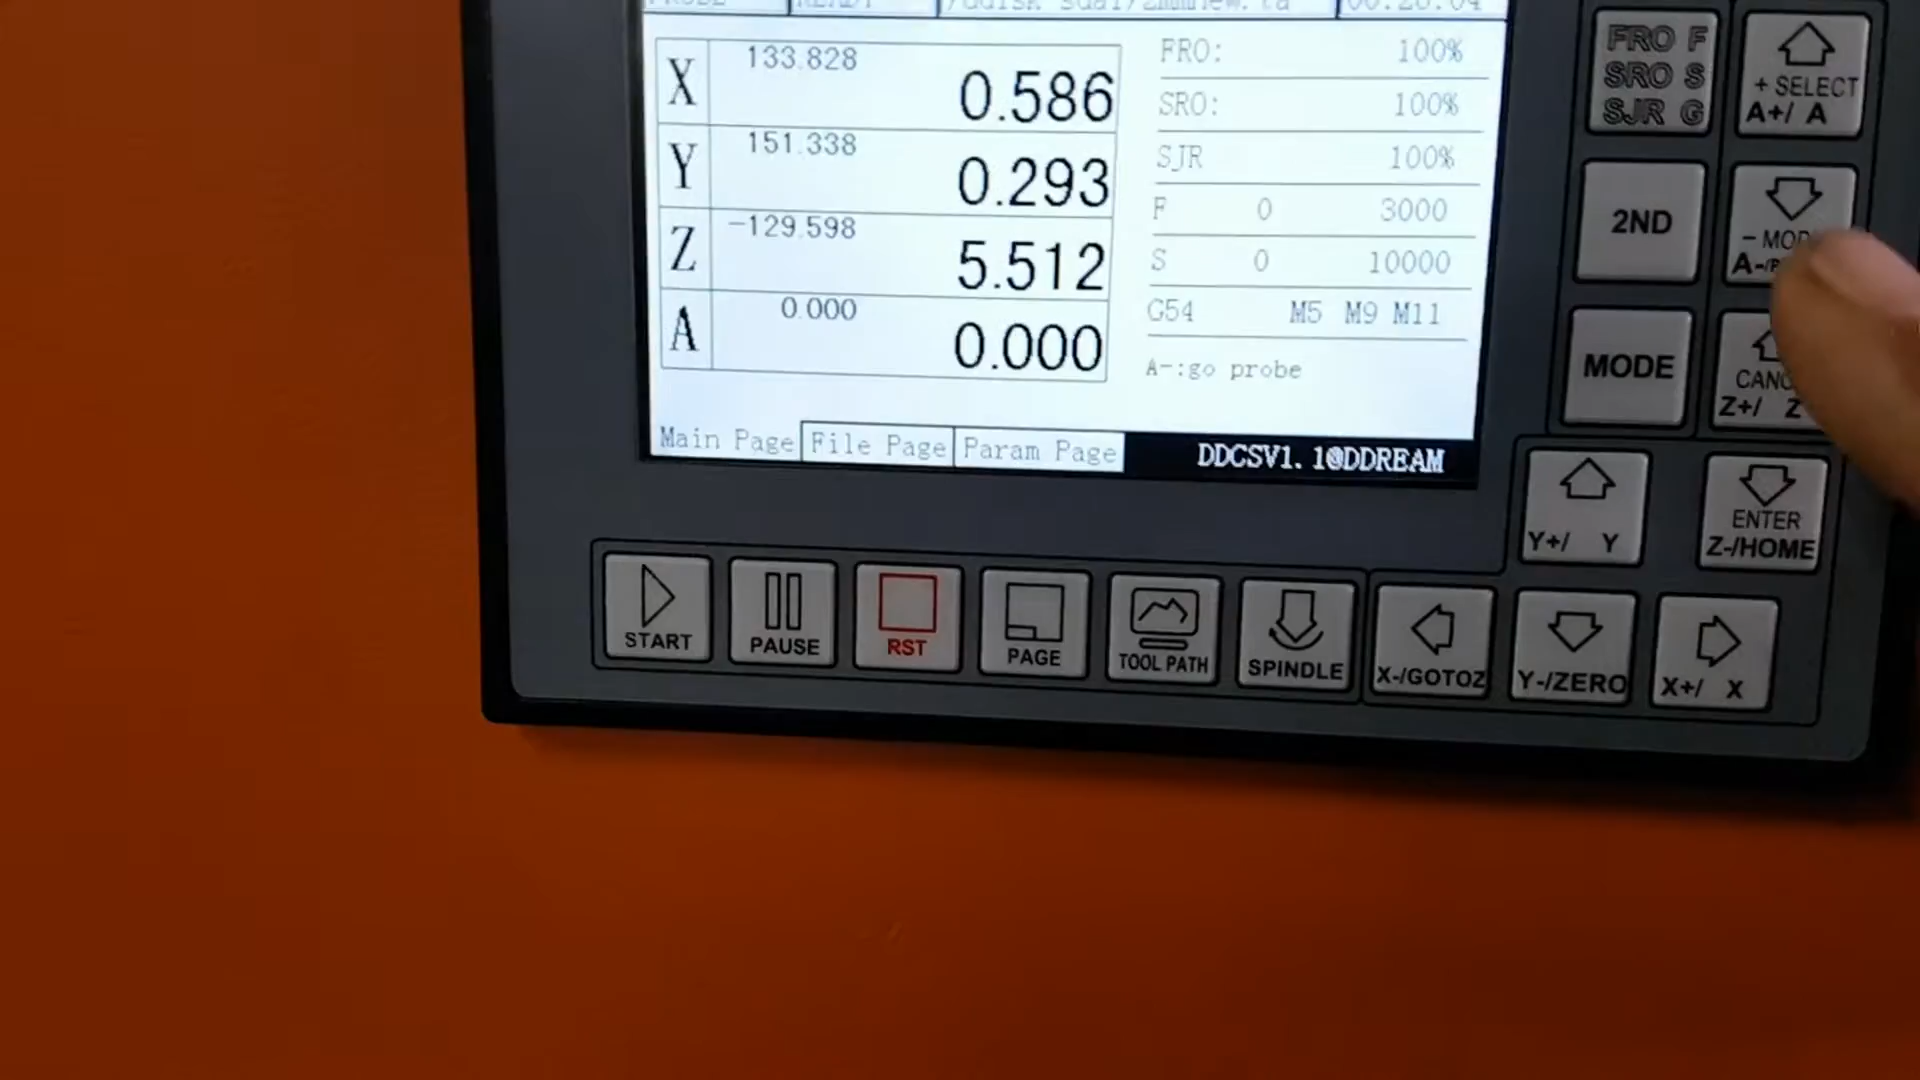 PROBE READY
X 133.828 0.586
Y 151.338 0.293
Z -129.598 5.512
A 0.000 0.000
FRO: 100%
SRO: 100%
SJR 100%
F 0 3000
S 0 10000
G54 M5 M9 M11
A-:go probe
Main Page File Page Param Page DDCSV1.1@DDREAM
FRO F
SRO S
SJR G
+ SELECT
A+/ A
2ND
A-/
MODE
Z+/ Z
Y+/ Y
ENTER
Z-/HOME
START
PAUSE
RST
PAGE
TOOL PATH
SPINDLE
X-/GOTOZ
Y-/ZERO
X+/ X